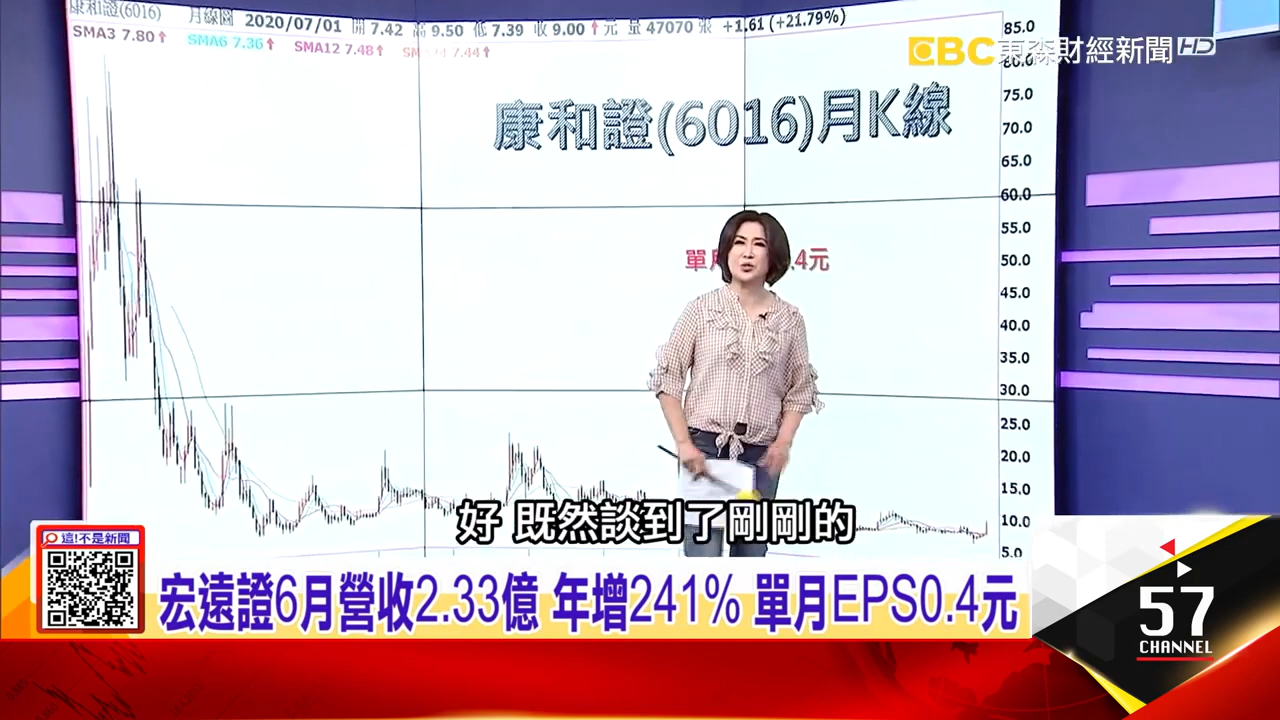 康和證(6016) 月線圖 2020/07/01 開 7.42 高 9.50 低 7.39 收 9.00↑元 量 47070 張 +1.61 (+21.79%)
SMA3 7.80↑ SMA6 7.36↑ SMA12 7.48↑ 7.44↑
EBC 東森財經新聞 HD
康和證(6016)月K線
85.0
80.0
75.0
70.0
65.0
60.0
55.0
50.0
45.0
40.0
35.0
30.0
25.0
20.0
15.0
10.0
5.0
單月 .4元
好 既然談到了剛剛的
這!不是新聞
宏遠證6月營收2.33億 年增241% 單月EPS0.4元
57
CHANNEL